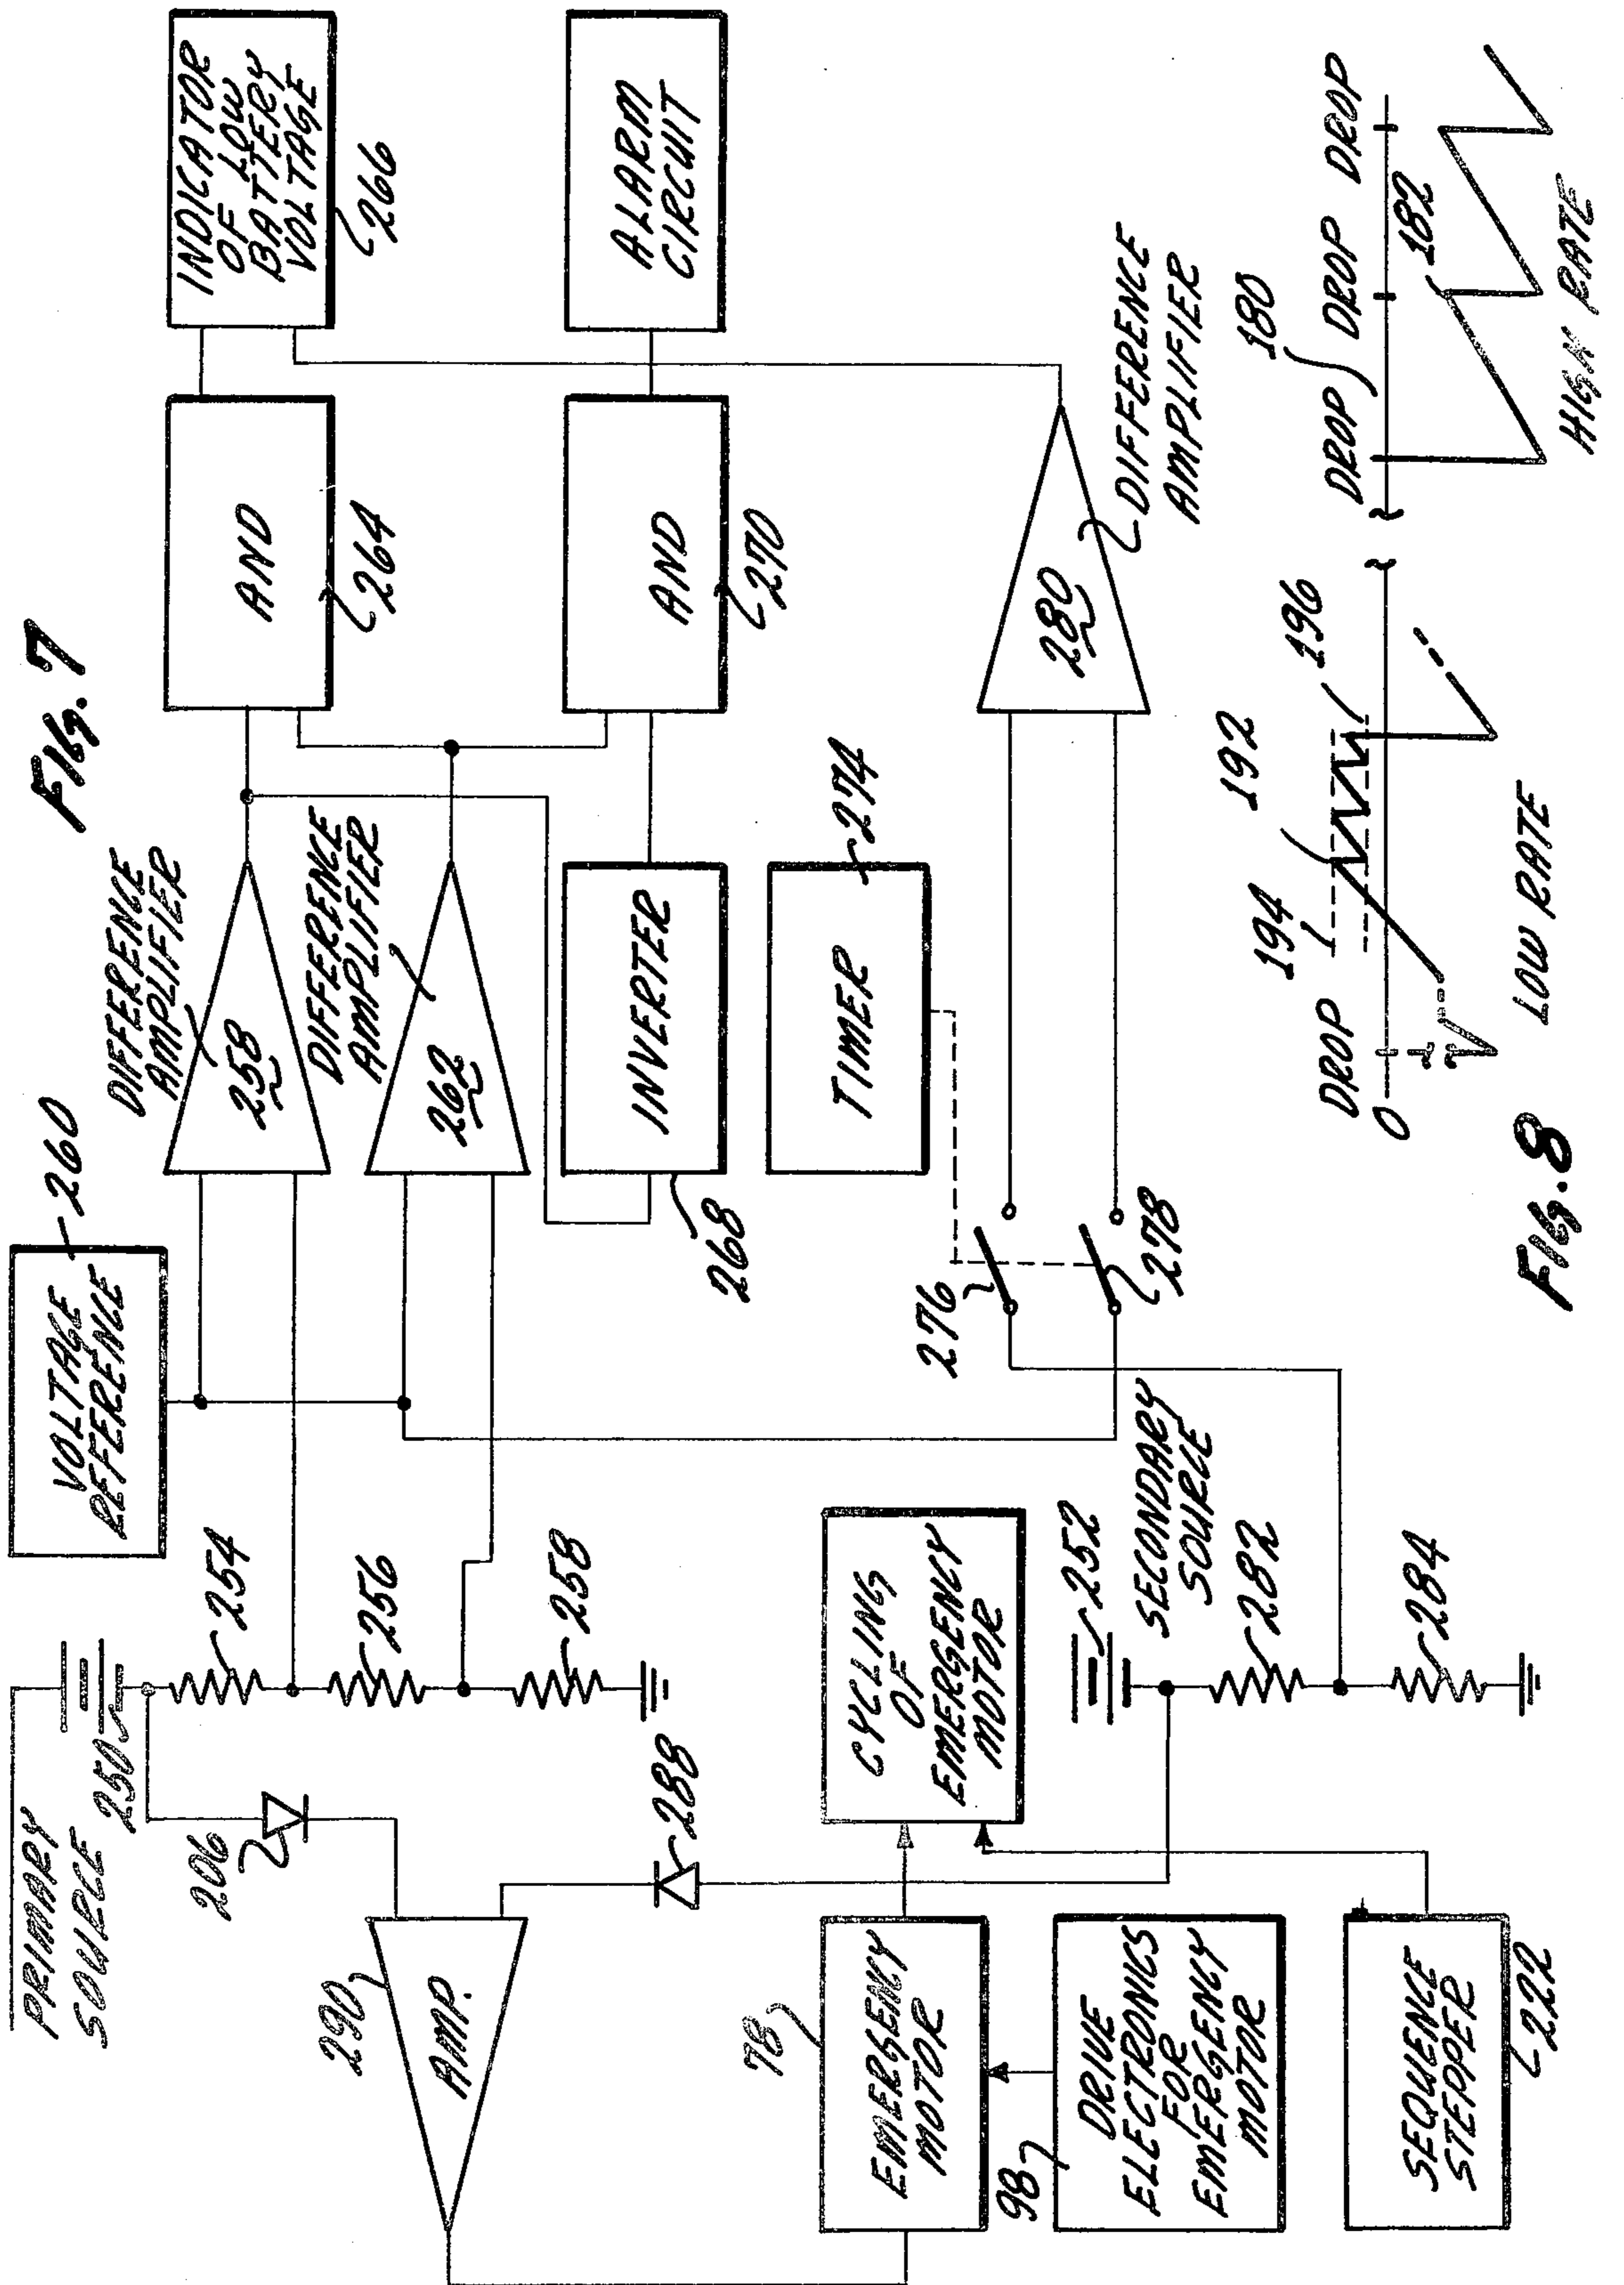 Fig. 7
PRIMARY
SOURCE
250
206
290
AMP.
254
256
258
288
VOLTAGE
REFERENCE
260
DIFFERENCE
AMPLIFIER
258
DIFFERENCE
AMPLIFIER
262
INVERTER
268
AND
264
AND
270
INDICATOR
OF LOW
BATTERY
VOLTAGE
266
ALARM
CIRCUIT
TIMER
274
276
278
280
DIFFERENCE
AMPLIFIER
78
EMERGENCY
MOTOR
98
DRIVE
ELECTRONICS
FOR
EMERGENCY
MOTOR
SEQUENCE
STEPPER
222
CYCLING
OF
EMERGENCY
MOTOR
252
SECONDARY
SOURCE
282
284
Fig. 8
DROP
0
194
192
196
LOW RATE
180
DROP
DROP
DROP
182
HIGH RATE